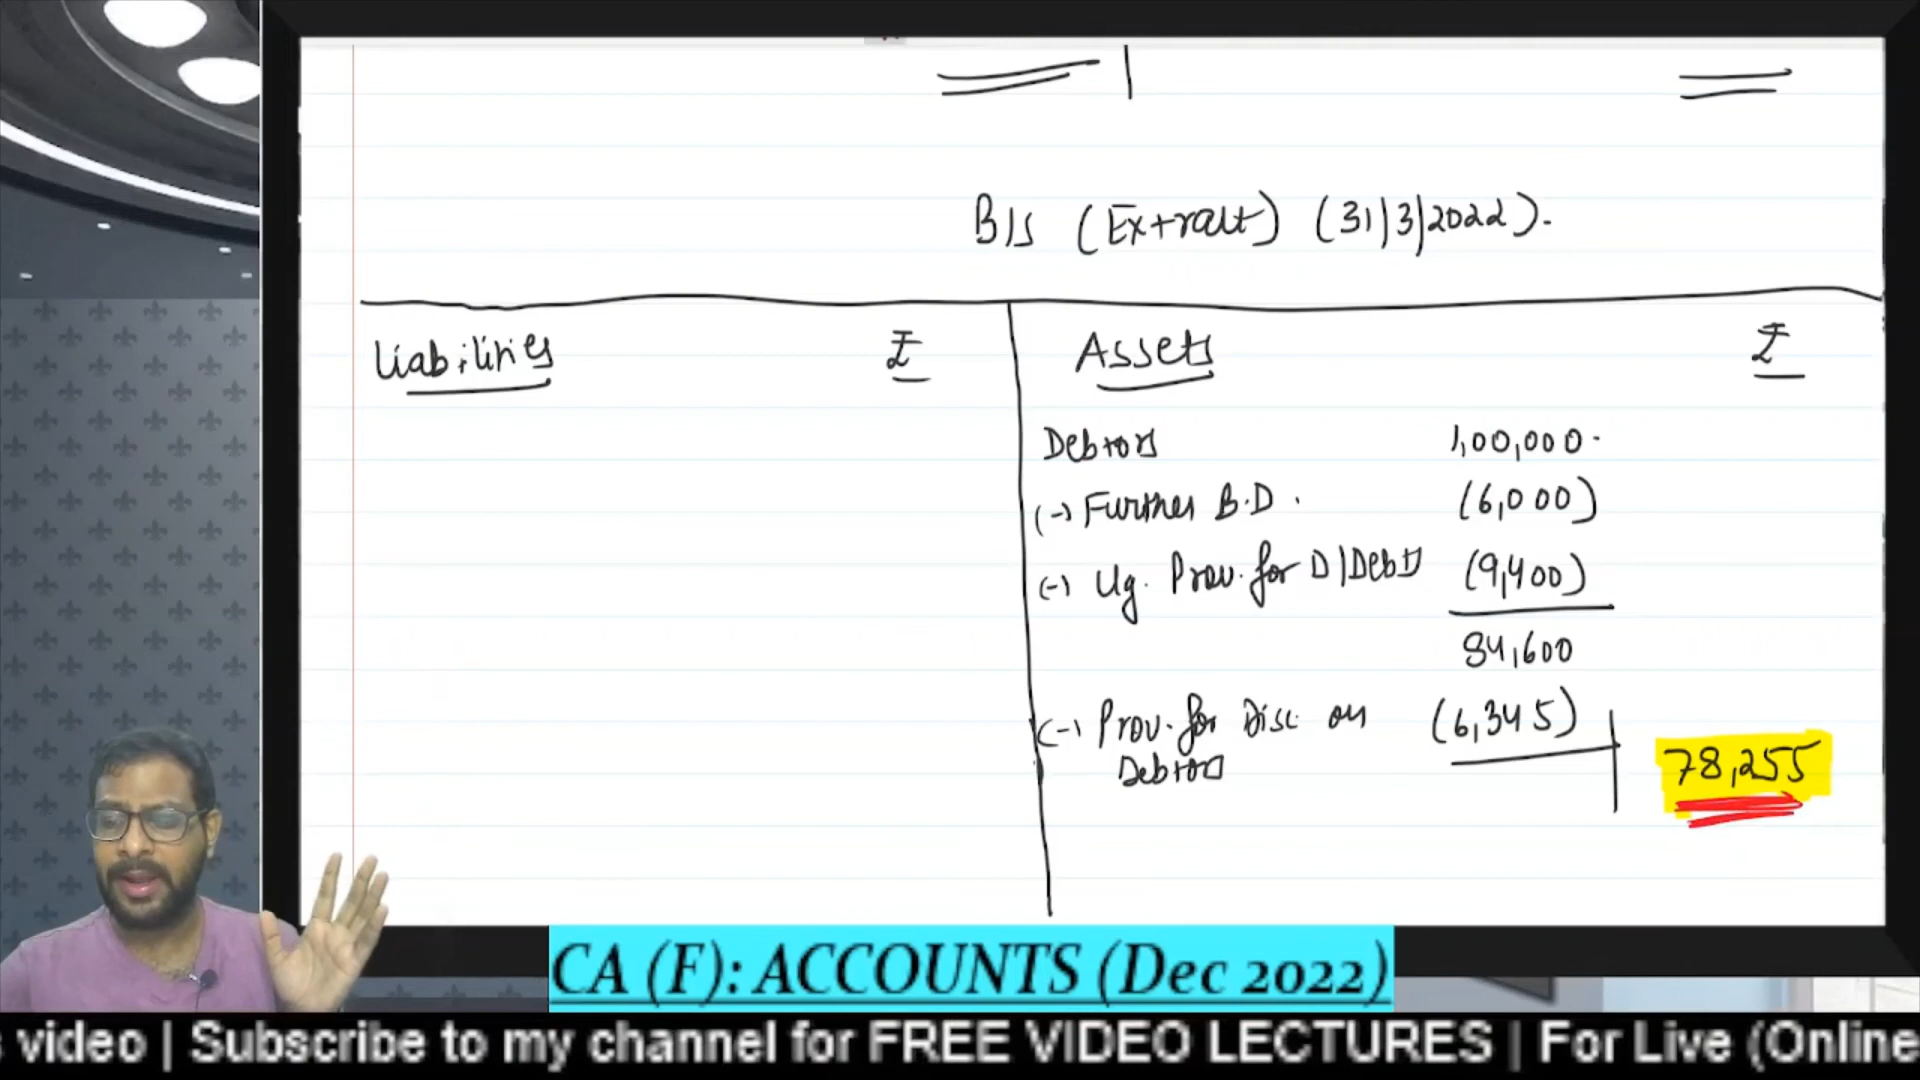 B/S (Extract) (31/3/2022).
Liabilities ₹ Assets ₹
Debtors 1,00,000.
(-) Further B.D. (6,000)
(-) Ug. Prov. for D/Debts (9,400)
84,600
(-) Prov. for Disc on (6,345)
Debtors
78,255
CA (F): ACCOUNTS (Dec 2022)
s video | Subscribe to my channel for FREE VIDEO LECTURES | For Live (Online